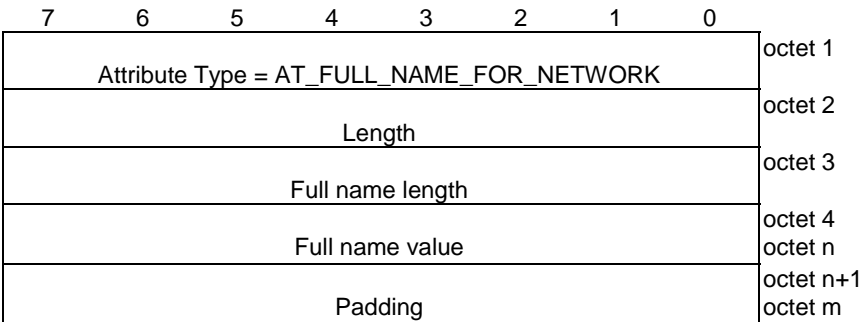 7 6 5 4 3 2 1 0
octet 1
Attribute Type = AT_FULL_NAME_FOR_NETWORK
octet 2
Length
octet 3
Full name length
octet 4
Full name value octet n
octet n+1
Padding octet m